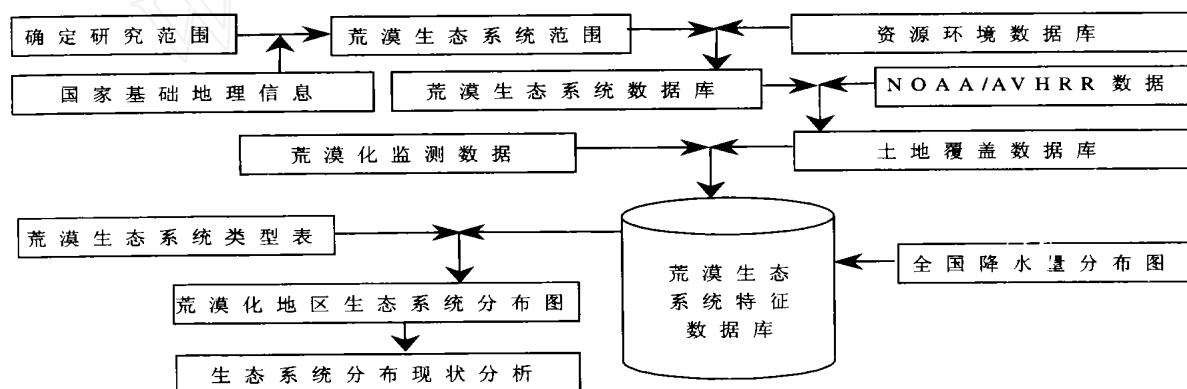 确定研究范围
荒漠生态系统范围
资源环境数据库
国家基础地理信息
荒漠生态系统数据库
NOAA/AVHRR数据
荒漠化监测数据
土地覆盖数据库
荒漠生态系统类型表
荒漠生态
系统特征
数据库
全国降水量分布图
荒漠化地区生态系统分布图
生态系统分布现状分析